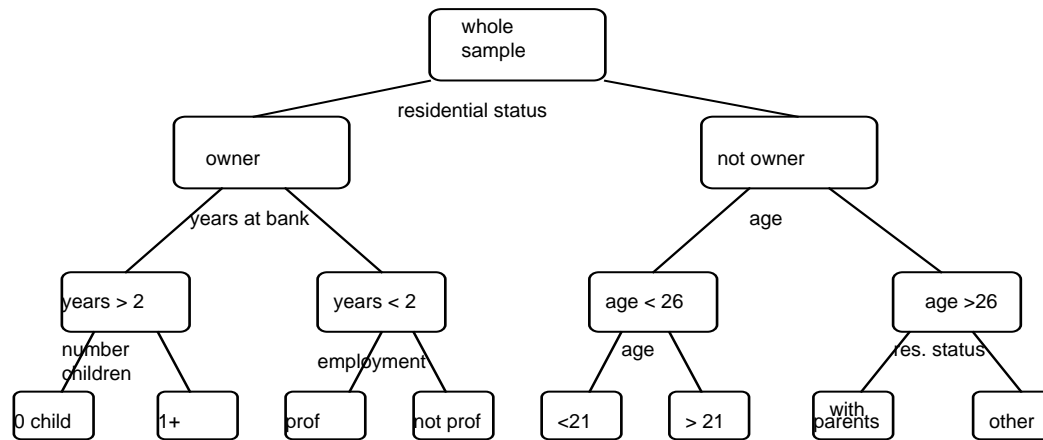 whole
sample
residential status
owner
not owner
years at bank
age
years > 2
years < 2
age < 26
age >26
number
children
employment
age
res. status
0 child
1+
prof
not prof
<21
> 21
with
parents
other